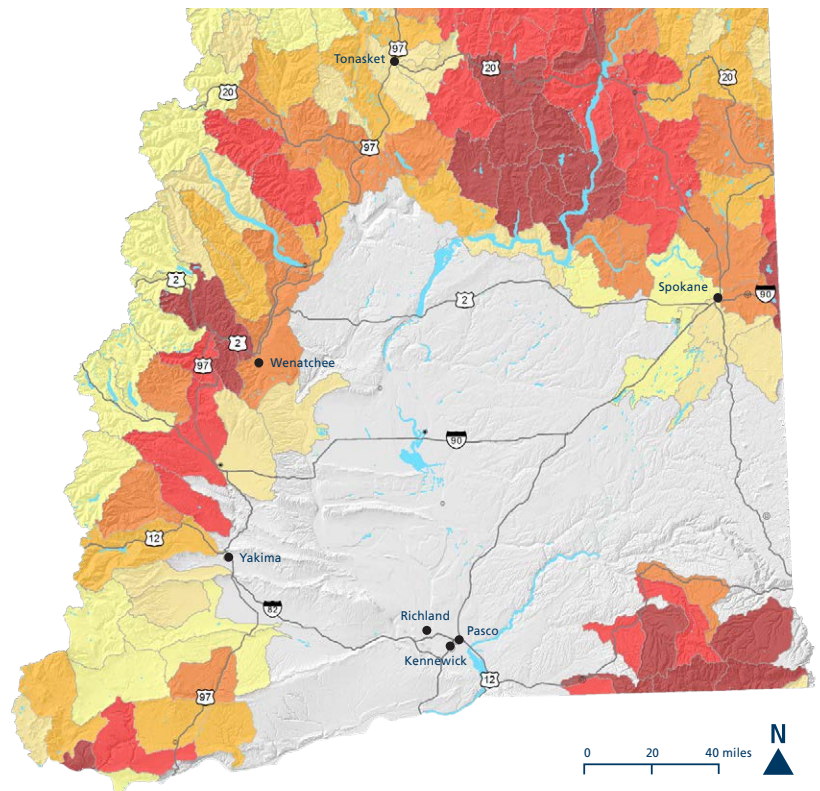 97
Tonasket
20
20
20
97
2
Spokane
90
2
2
Wenatchee
97
90
12
Yakima
82
Richland
Pasco
Kennewick
12
97
N
0 20 40 miles